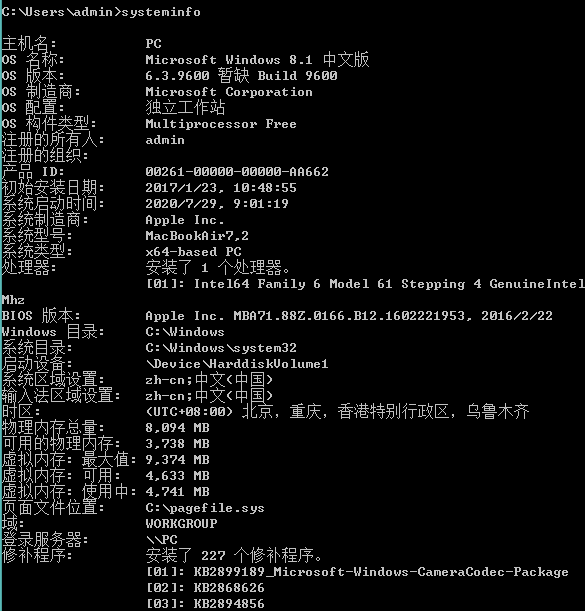 C:\Users\admin>systeminfo
主机名: PC
OS 名称: Microsoft Windows 8.1 中文版
OS 版本: 6.3.9600 暂缺 Build 9600
OS 制造商: Microsoft Corporation
OS 配置: 独立工作站
OS 构件类型: Multiprocessor Free
注册的所有人: admin
注册的组织:
产品 ID: 00261-00000-00000-AA662
初始安装日期: 2017/1/23, 10:48:55
系统启动时间: 2020/7/29, 9:01:19
系统制造商: Apple Inc.
系统型号: MacBookAir7,2
系统类型: x64-based PC
处理器: 安装了 1 个处理器。
[01]: Intel64 Family 6 Model 61 Stepping 4 GenuineIntel
Mhz
BIOS 版本: Apple Inc. MBA71.88Z.0166.B12.1602221953, 2016/2/22
Windows 目录: C:\Windows
系统目录: C:\Windows\system32
启动设备: \Device\HarddiskVolume1
系统区域设置: zh-cn;中文(中国)
输入法区域设置: zh-cn;中文(中国)
时区: (UTC+08:00) 北京，重庆，香港特别行政区，乌鲁木齐
物理内存总量: 8,094 MB
可用的物理内存: 3,738 MB
虚拟内存: 最大值: 9,374 MB
虚拟内存: 可用: 4,633 MB
虚拟内存: 使用中: 4,741 MB
页面文件位置: C:\pagefile.sys
域: WORKGROUP
登录服务器: \\PC
修补程序: 安装了 227 个修补程序。
[01]: KB2899189_Microsoft-Windows-CameraCodec-Package
[02]: KB2868626
[03]: KB2894856